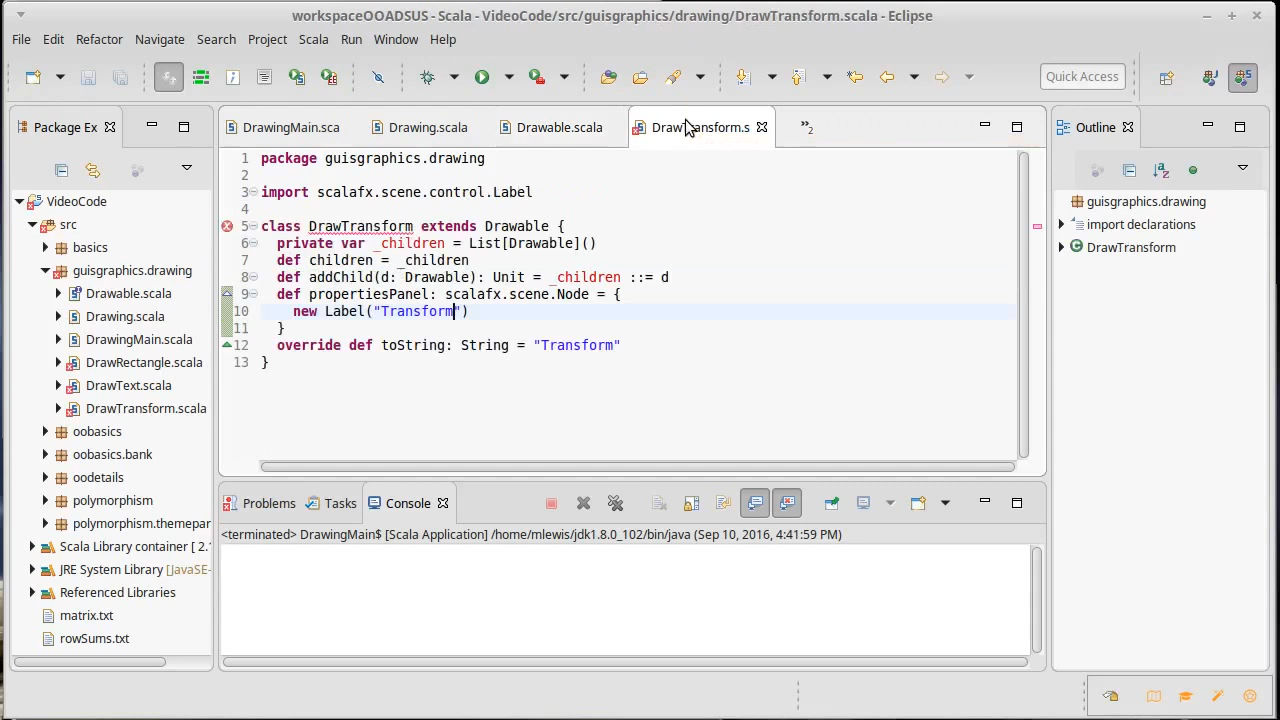 workspaceOOADSUS - Scala - VideoCode/src/guisgraphics/drawing/DrawTransform.scala - Eclipse
File Edit Refactor Navigate Search Project Scala Run Window Help
Quick Access
Package Ex
VideoCode
src
basics
guisgraphics.drawing
Drawable.scala
Drawing.scala
DrawingMain.scala
DrawRectangle.scala
DrawText.scala
DrawTransform.scala
oobasics
oobasics.bank
oodetails
polymorphism
polymorphism.themepar
Scala Library container [ 2.
JRE System Library [JavaSE-
Referenced Libraries
matrix.txt
rowSums.txt
DrawingMain.sca Drawing.scala Drawable.scala DrawTransform.s »2
1 package guisgraphics.drawing
2
3 import scalafx.scene.control.Label
4
5 class DrawTransform extends Drawable {
6 private var _children = List[Drawable]()
7 def children = _children
8 def addChild(d: Drawable): Unit = _children ::= d
9 def propertiesPanel: scalafx.scene.Node = {
10 new Label("Transform")
11 }
12 override def toString: String = "Transform"
13 }
Problems Tasks Console
<terminated> DrawingMain$ [Scala Application] /home/mlewis/jdk1.8.0_102/bin/java (Sep 10, 2016, 4:41:59 PM)
Outline
guisgraphics.drawing
import declarations
DrawTransform